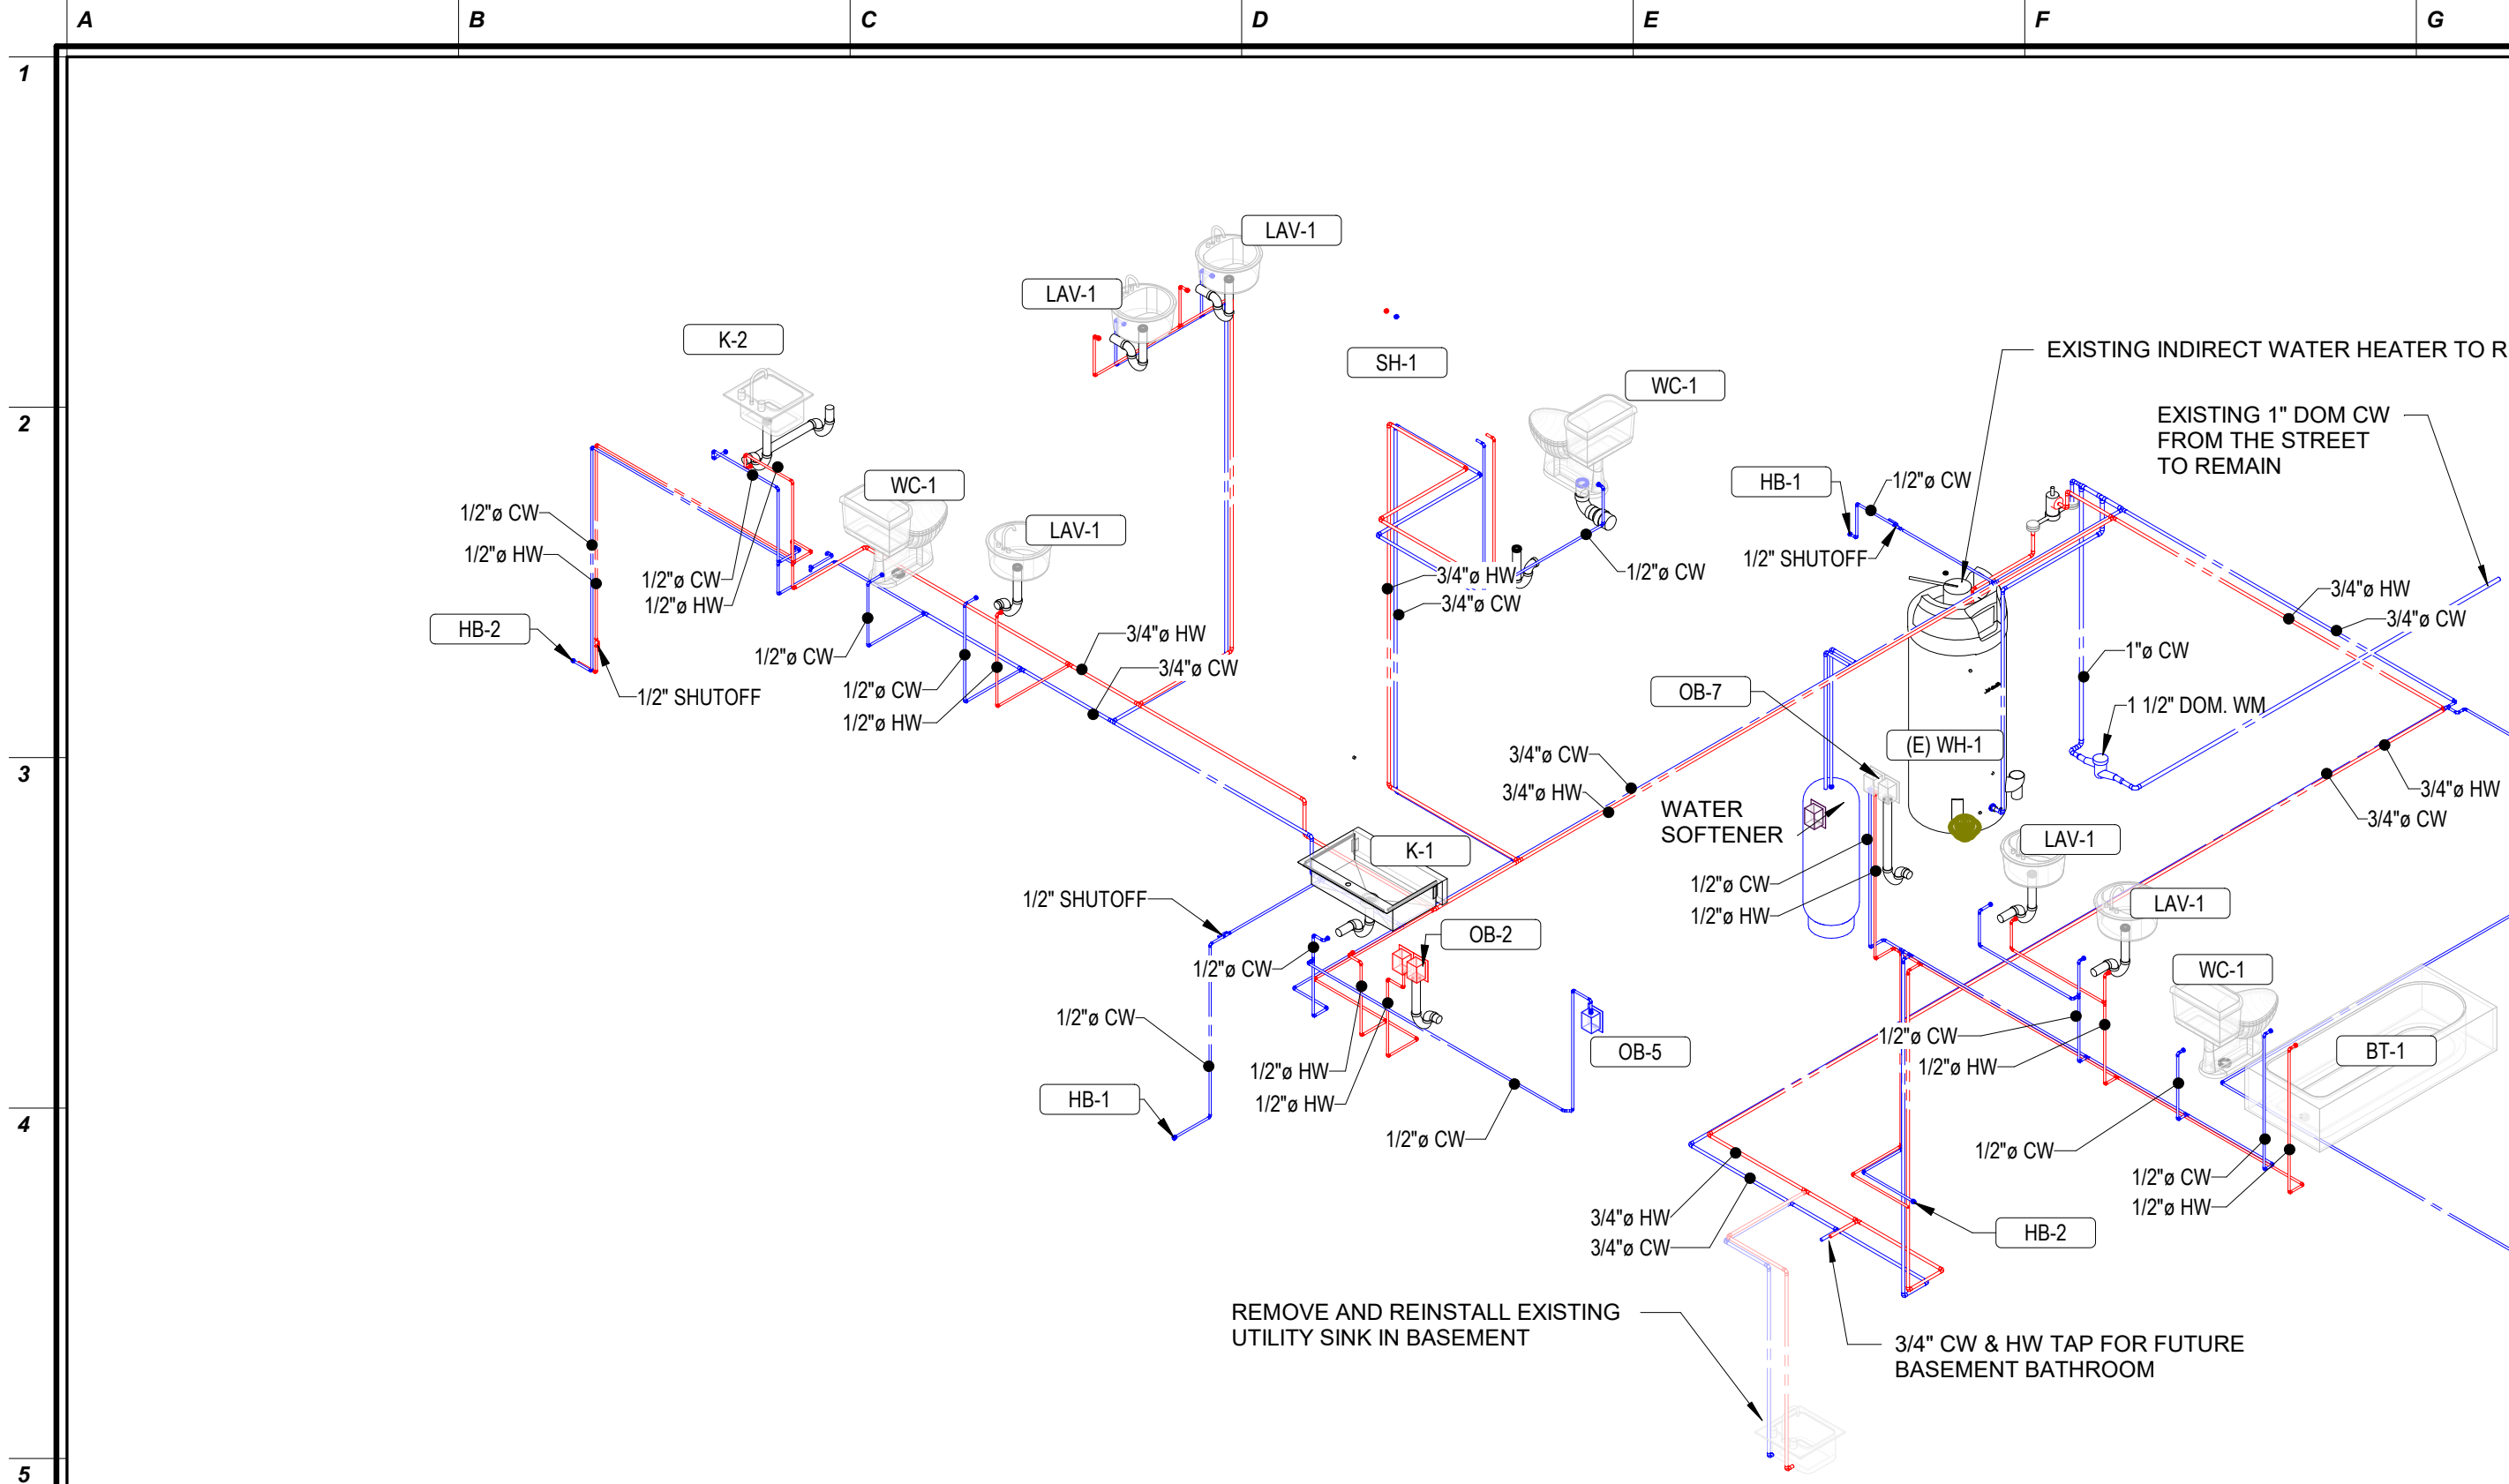 A
B
C
D
E
F
G
1
2
3
4
5
LAV-1
LAV-1
K-2
SH-1
WC-1
EXISTING INDIRECT WATER HEATER TO R
EXISTING 1" DOM CW
FROM THE STREET
TO REMAIN
HB-1
1/2"ø CW
1/2" SHUTOFF
WC-1
LAV-1
1/2"ø CW
1/2"ø HW
1/2"ø CW
1/2"ø HW
HB-2
1/2" SHUTOFF
1/2"ø CW
1/2"ø CW
1/2"ø HW
3/4"ø HW
3/4"ø CW
3/4"ø HW
3/4"ø CW
1/2"ø CW
3/4"ø HW
3/4"ø CW
1"ø CW
1 1/2" DOM. WM
OB-7
(E) WH-1
3/4"ø CW
3/4"ø HW
WATER
SOFTENER
3/4"ø HW
3/4"ø CW
K-1
LAV-1
LAV-1
1/2" SHUTOFF
1/2"ø CW
1/2"ø HW
OB-2
1/2"ø CW
WC-1
1/2"ø CW
OB-5
1/2"ø CW
1/2"ø HW
BT-1
1/2"ø HW
1/2"ø HW
HB-1
1/2"ø CW
1/2"ø CW
1/2"ø CW
1/2"ø HW
3/4"ø HW
3/4"ø CW
HB-2
REMOVE AND REINSTALL EXISTING
UTILITY SINK IN BASEMENT
3/4" CW & HW TAP FOR FUTURE
BASEMENT BATHROOM